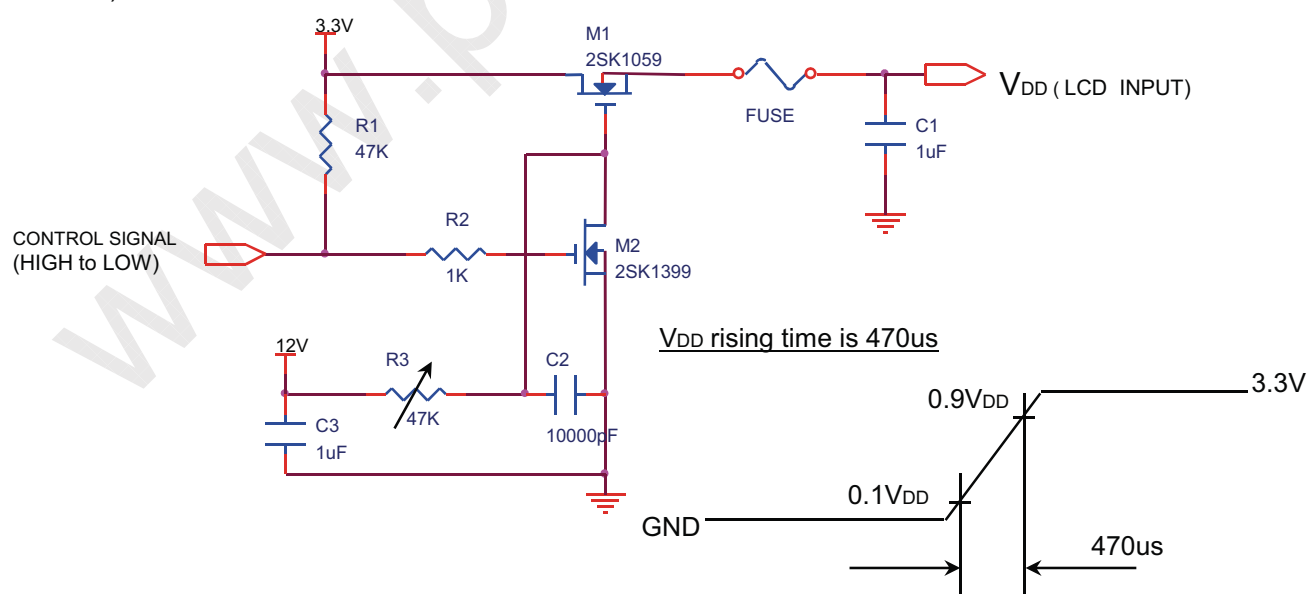 3.3V
M1
2SK1059
VDD ( LCD INPUT)
FUSE
R1
47K
C1
1uF
CONTROL SIGNAL
(HIGH to LOW)
R2
1K
M2
2SK1399
VDD rising time is 470us
12V
R3
47K
C2
10000pF
C3
1uF
0.9VDD
3.3V
0.1VDD
GND
470us
www.p